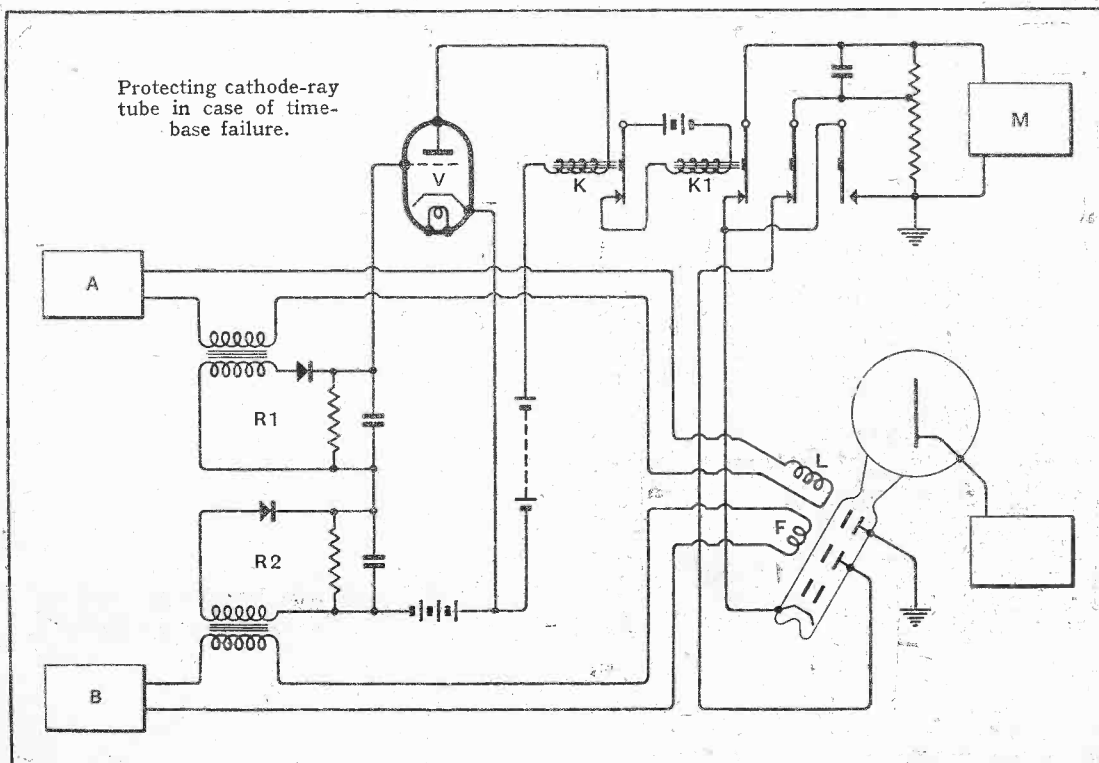 Protecting cathode-ray
tube in case of time-
base failure.
V
K
K1
M
A
R1
L
F
R2
B